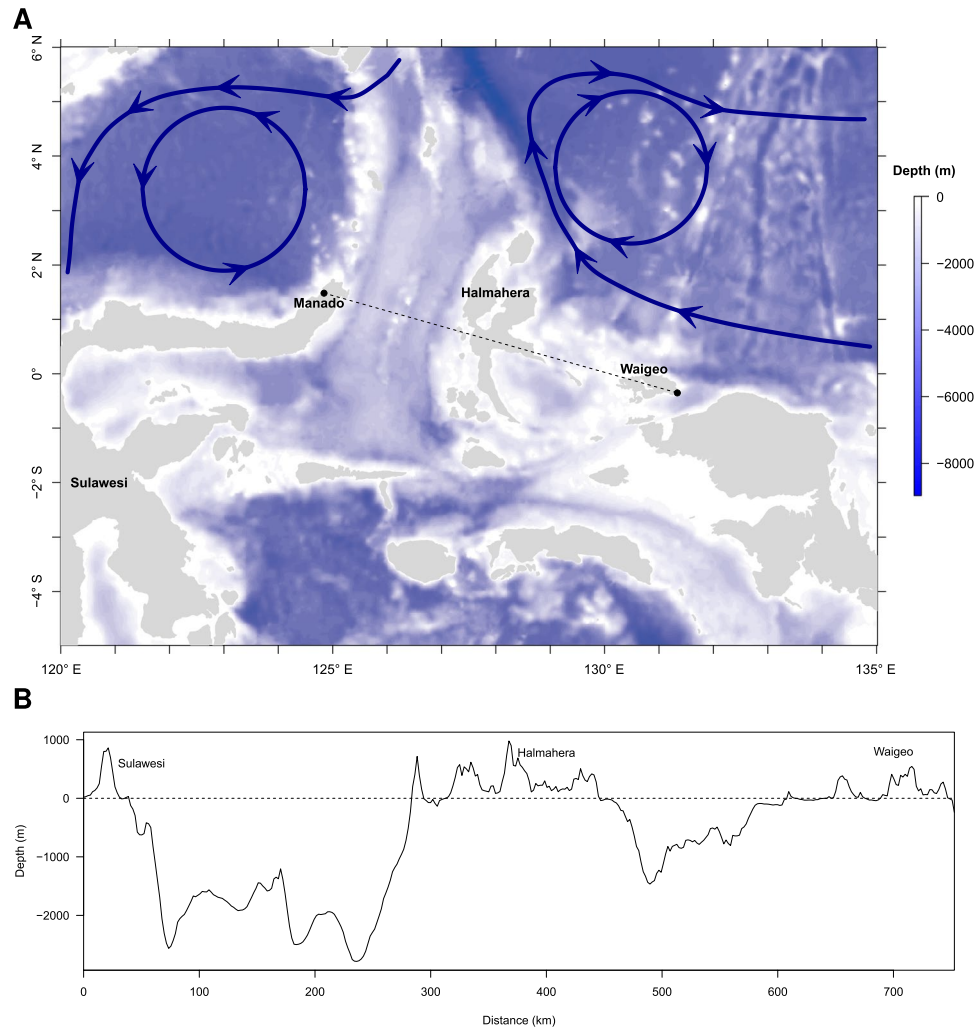 A
6° N
4° N
2° N
0°
−2° S
−4° S
120° E
125° E
130° E
135° E
Manado
Halmahera
Waigeo
Sulawesi
Depth (m)
0
−2000
−4000
−6000
−8000
B
1000
0
−1000
−2000
Depth (m)
Sulawesi
Halmahera
Waigeo
0
100
200
300
400
500
600
700
Distance (km)